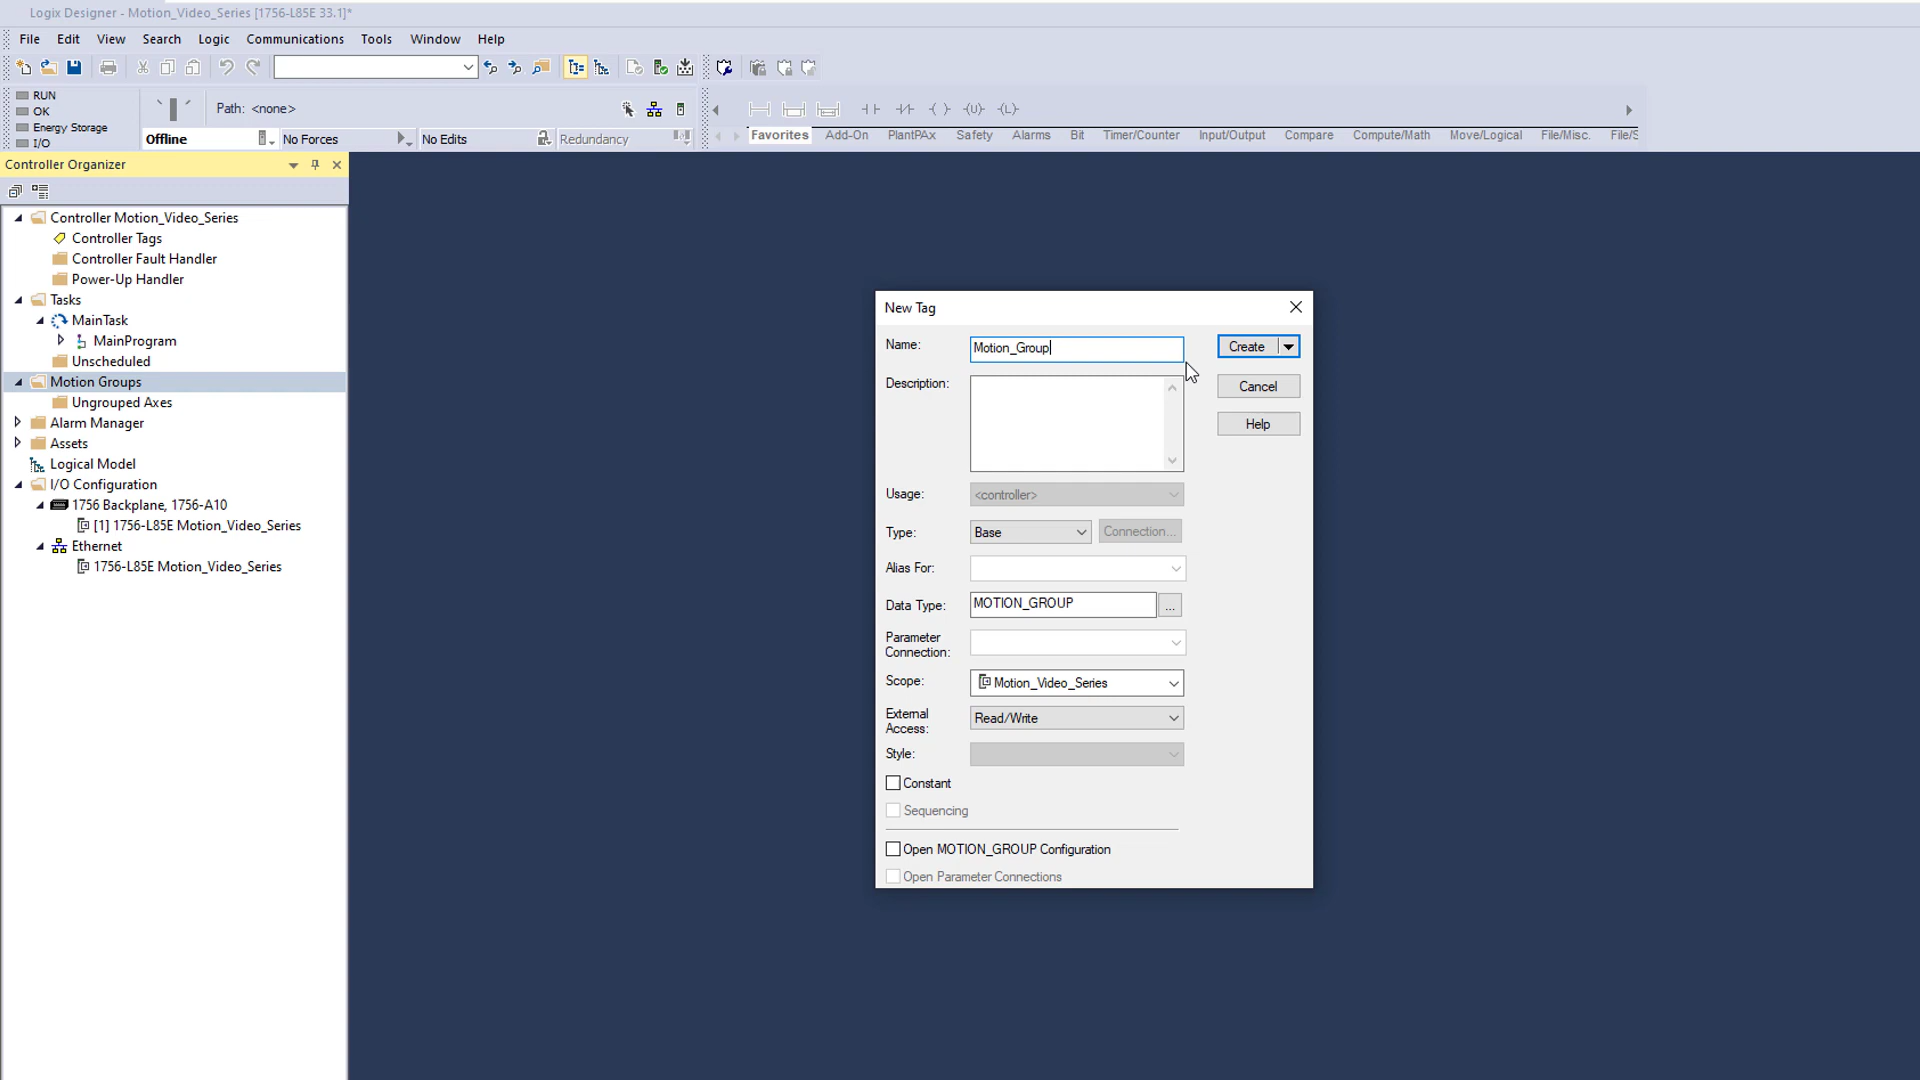 Logix Designer - Motion_Video_Series [1756-L85E 33.1]*
File Edit View Search Logic Communications Tools Window Help
RUN
OK
Energy Storage
I/O
Path: <none>
Offline No Forces No Edits Redundancy
Favorites Add-On PlantPAx Safety Alarms Bit Timer/Counter Input/Output Compare Compute/Math Move/Logical File/Misc. File/S
Controller Organizer
Controller Motion_Video_Series
Controller Tags
Controller Fault Handler
Power-Up Handler
Tasks
MainTask
MainProgram
Unscheduled
Motion Groups
Ungrouped Axes
Alarm Manager
Assets
Logical Model
I/O Configuration
1756 Backplane, 1756-A10
[1] 1756-L85E Motion_Video_Series
Ethernet
1756-L85E Motion_Video_Series
New Tag
Name: Motion_Group Create
Description: Cancel
Help
Usage: <controller>
Type: Base Connection...
Alias For:
Data Type: MOTION_GROUP ...
Parameter
Connection:
Scope: Motion_Video_Series
External
Access: Read/Write
Style:
Constant
Sequencing
Open MOTION_GROUP Configuration
Open Parameter Connections